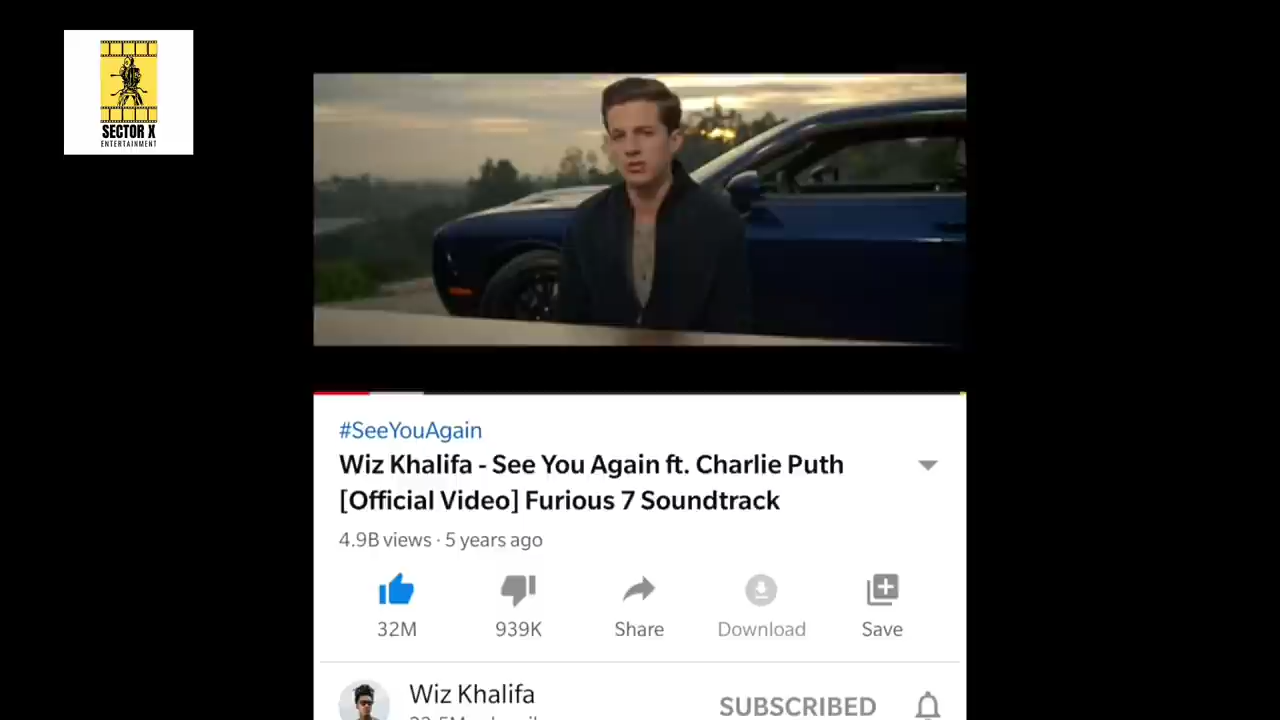 SECTOR X
ENTERTAINMENT
#SeeYouAgain
Wiz Khalifa - See You Again ft. Charlie Puth
[Official Video] Furious 7 Soundtrack
4.9B views · 5 years ago
32M
939K
Share
Download
Save
Wiz Khalifa
SUBSCRIBED